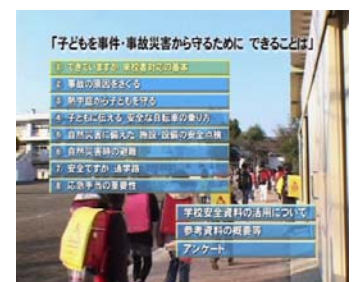 「子どもを事件・事故災害から守るために できることは」
1 できていますか 来校者対応の基本
2 事故の原因をさぐる
3 熱中症から子どもを守る
4 子どもに伝える 安全な自転車の乗り方
5 自然災害に備えた 施設・設備の安全点検
6 自然災害時の避難
7 安全ですか 通学路
8 応急手当の重要性
学校安全資料の活用について
参考資料の概要等
アンケート